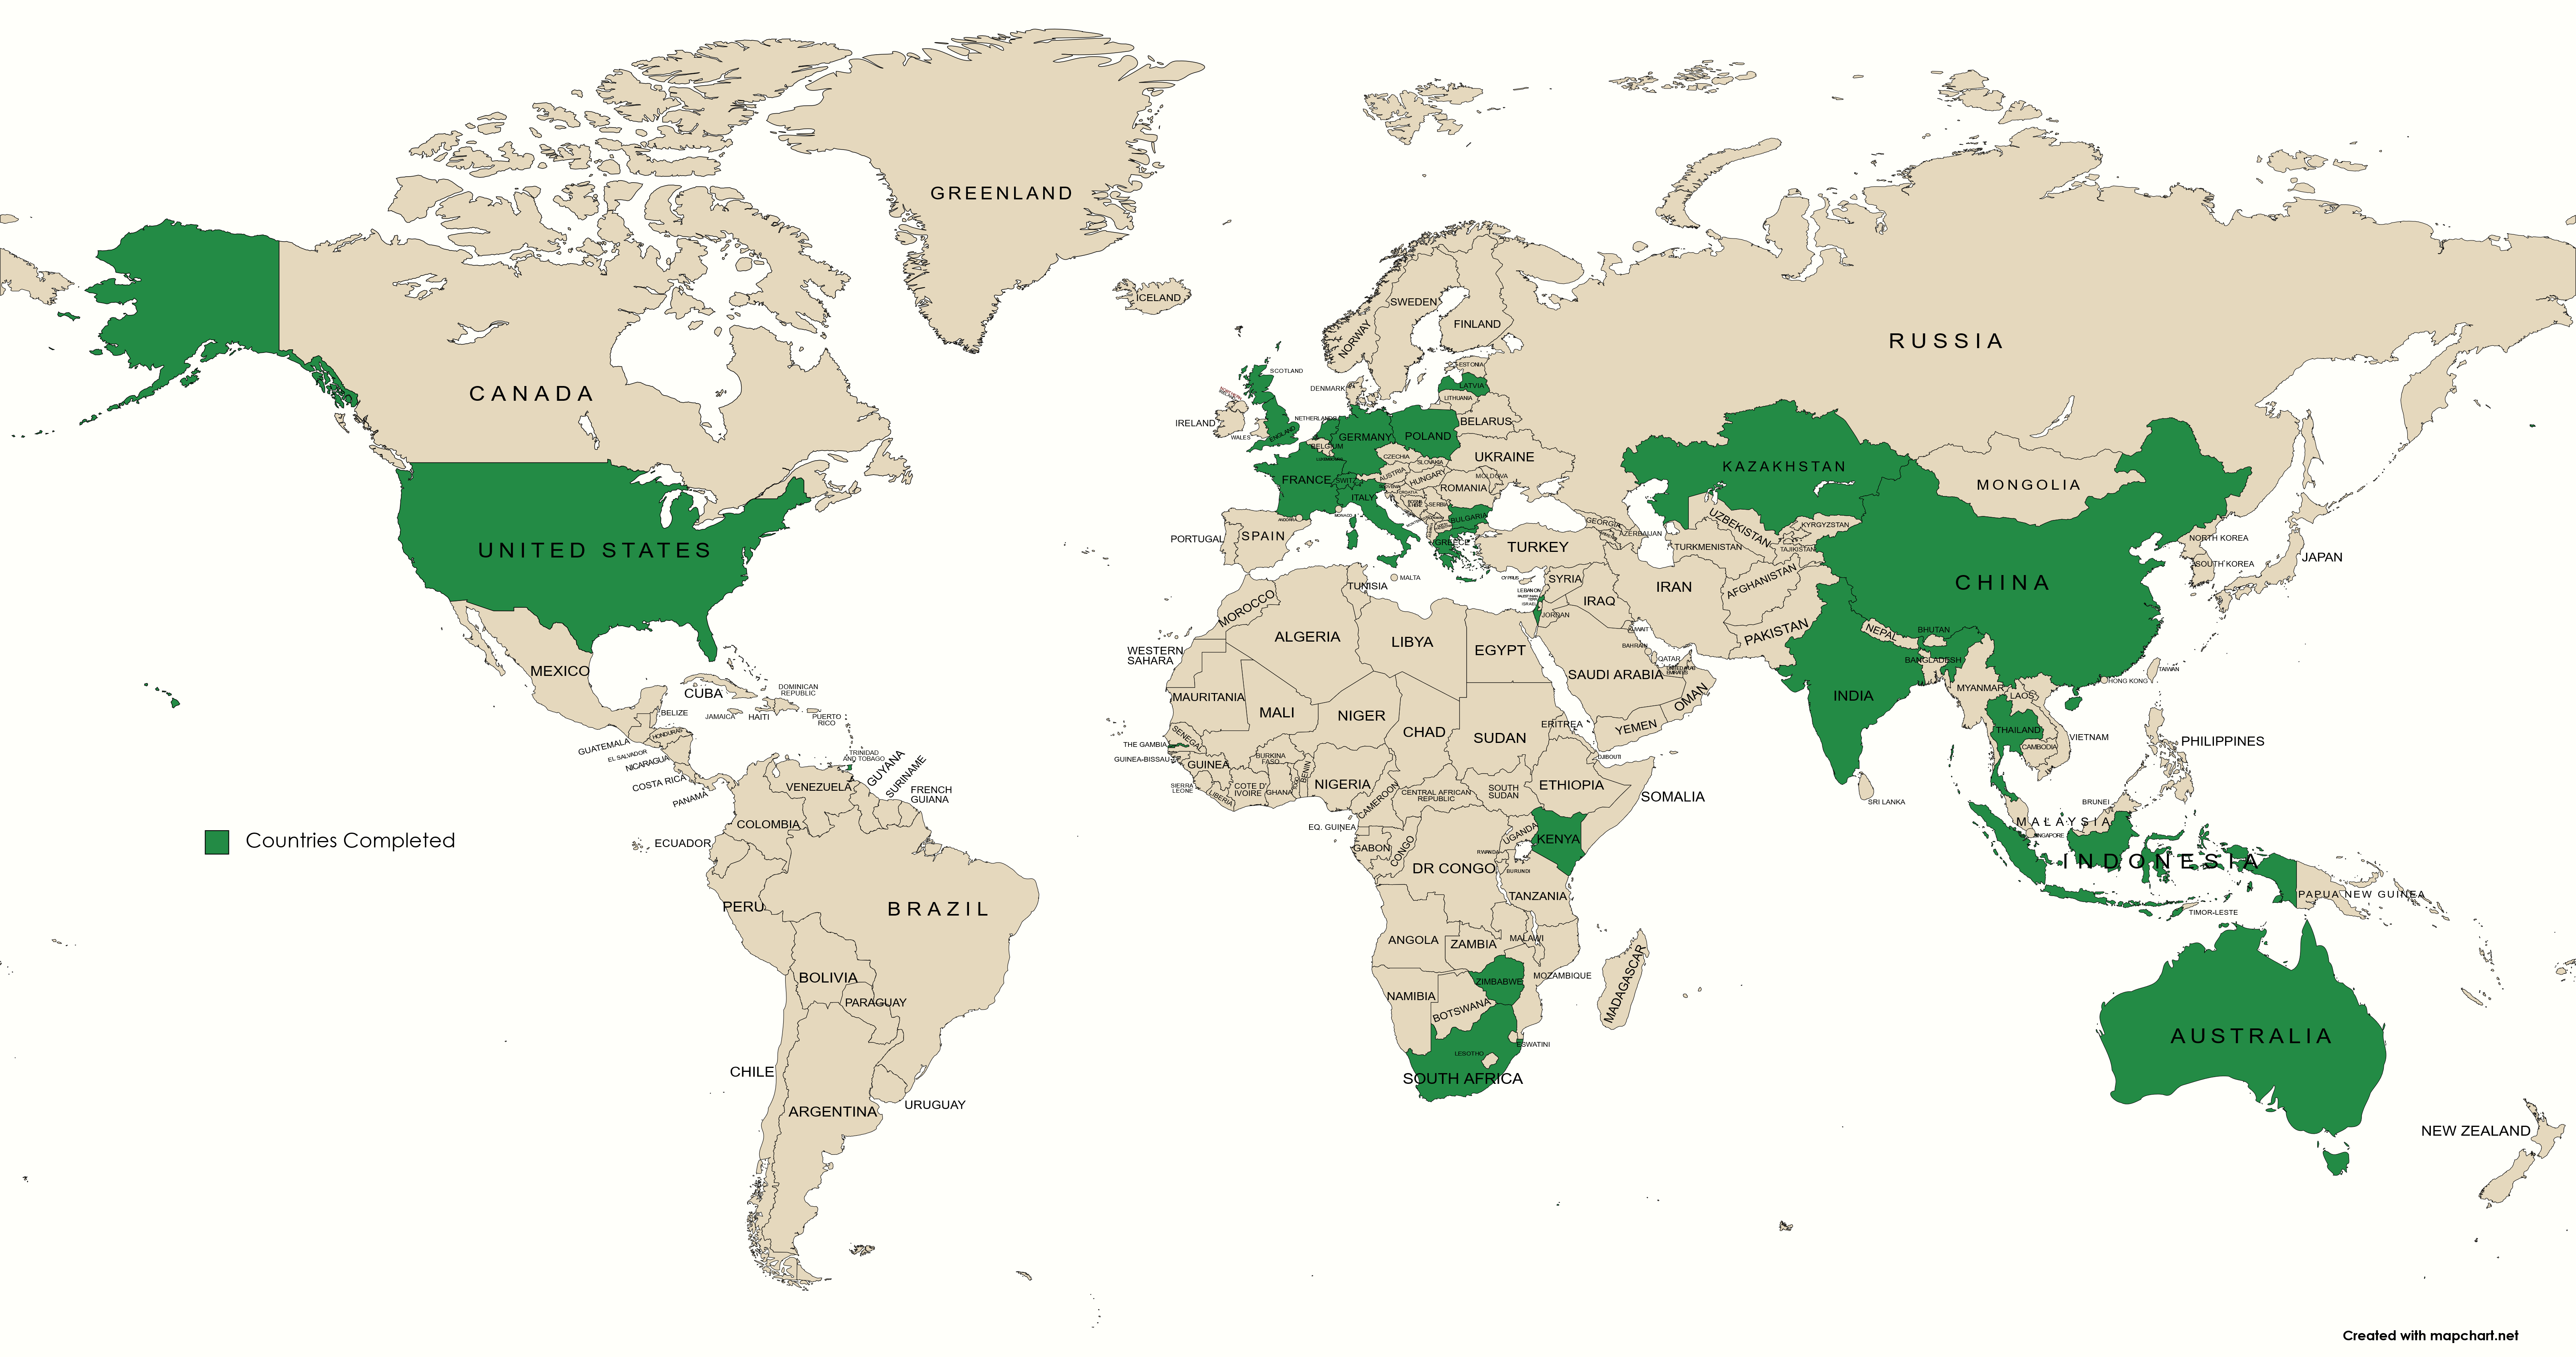 GREENLAND
ICELAND
CANADA
UNITED STATES
MEXICO
CUBA
DOMINICAN
REPUBLIC
BELIZE
JAMAICA
HAITI
PUERTO
RICO
GUATEMALA
HONDURAS
EL SALVADOR
NICARAGUA
COSTA RICA
PANAMA
TRINIDAD
AND TOBAGO
VENEZUELA
GUYANA
SURINAME
FRENCH
GUIANA
COLOMBIA
ECUADOR
PERU
BRAZIL
BOLIVIA
PARAGUAY
CHILE
ARGENTINA
URUGUAY
Countries Completed
SWEDEN
NORWAY
FINLAND
ESTONIA
LATVIA
LITHUANIA
DENMARK
SCOTLAND
IRELAND
WALES
ENGLAND
NETHERLANDS
BELGIUM
GERMANY
POLAND
BELARUS
UKRAINE
CZECHIA
SLOVAKIA
AUSTRIA
HUNGARY
MOLDOVA
ROMANIA
FRANCE
SWITZ
ITALY
SERBIA
BULGARIA
MONACO
ANDORRA
PORTUGAL
SPAIN
GREECE
TURKEY
MALTA
CYPRUS
RUSSIA
KAZAKHSTAN
MONGOLIA
GEORGIA
AZERBAIJAN
UZBEKISTAN
TURKMENISTAN
KYRGYZSTAN
TAJIKISTAN
CHINA
NORTH KOREA
SOUTH KOREA
JAPAN
SYRIA
LEBANON
ISRAEL
JORDAN
IRAQ
IRAN
AFGHANISTAN
PAKISTAN
KUWAIT
BAHRAIN
QATAR
UNITED ARAB
EMIRATES
SAUDI ARABIA
OMAN
YEMEN
NEPAL
BHUTAN
BANGLADESH
INDIA
SRI LANKA
MYANMAR
LAOS
THAILAND
CAMBODIA
VIETNAM
HONG KONG
TAIWAN
PHILIPPINES
BRUNEI
MALAYSIA
SINGAPORE
INDONESIA
PAPUA NEW GUINEA
TIMOR-LESTE
AUSTRALIA
NEW ZEALAND
MOROCCO
TUNISIA
ALGERIA
LIBYA
EGYPT
WESTERN
SAHARA
MAURITANIA
MALI
NIGER
CHAD
SUDAN
ERITREA
DJIBOUTI
SENEGAL
THE GAMBIA
GUINEA-BISSAU
GUINEA
SIERRA
LEONE
LIBERIA
COTE D'
IVOIRE
BURKINA
FASO
GHANA
TOGO
BENIN
NIGERIA
CAMEROON
CENTRAL AFRICAN
REPUBLIC
SOUTH
SUDAN
ETHIOPIA
SOMALIA
EQ. GUINEA
GABON
CONGO
DR CONGO
UGANDA
KENYA
RWANDA
BURUNDI
TANZANIA
ANGOLA
ZAMBIA
MALAWI
MOZAMBIQUE
ZIMBABWE
NAMIBIA
BOTSWANA
MADAGASCAR
ESWATINI
LESOTHO
SOUTH AFRICA
Created with mapchart.net